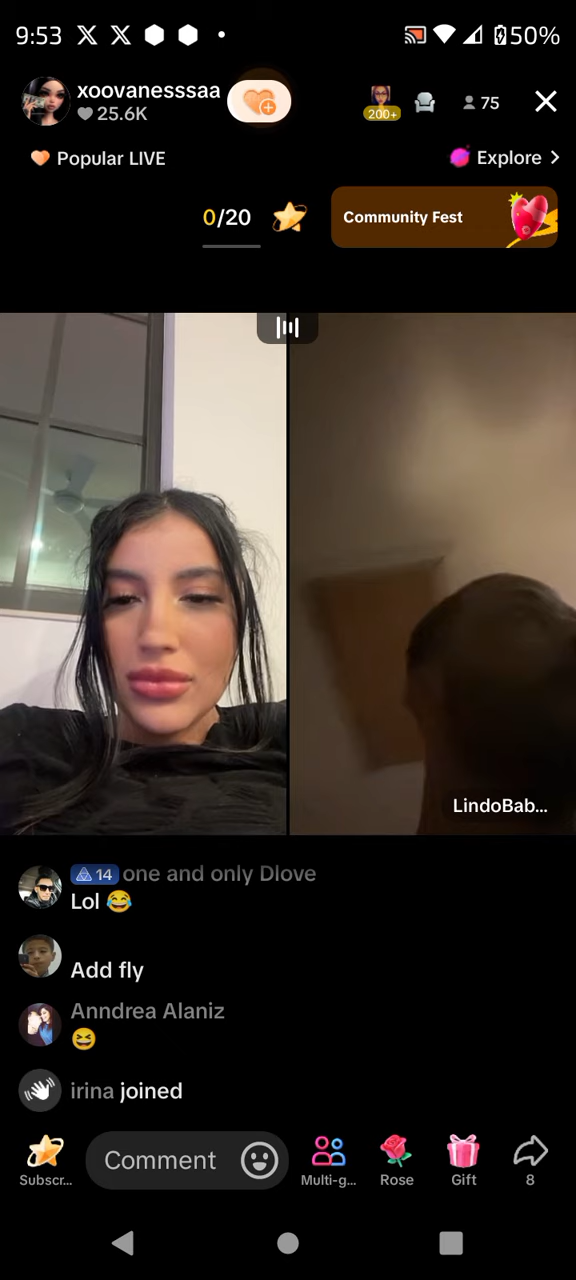 9:53
50%
xoovanesssaa
25.6K
200+
75
Popular LIVE
Explore
0/20
Community Fest
LindoBab...
14 one and only Dlove
Lol 😂
Add fly
Anndrea Alaniz
😆
irina joined
Comment
Subscr...
Multi-g...
Rose
Gift
8